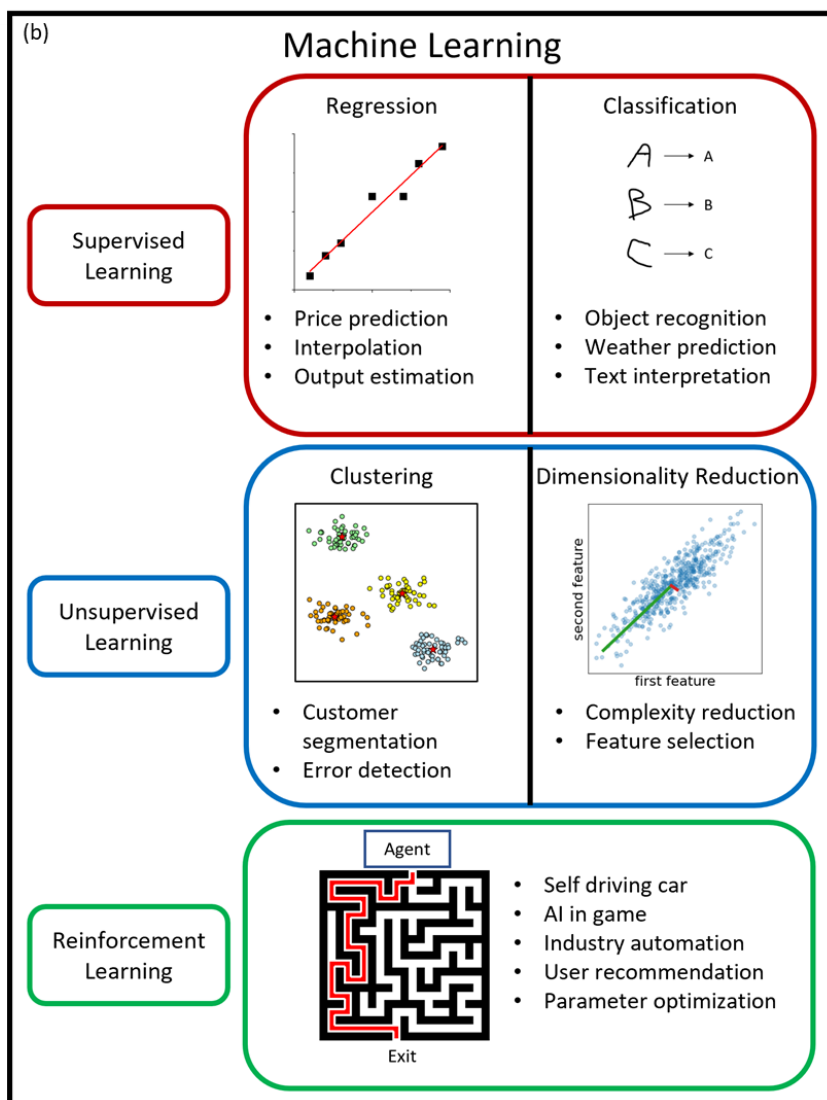 (b)
Machine Learning
Supervised
Learning
Regression
• Price prediction
• Interpolation
• Output estimation
Classification
A → A
B → B
C → C
• Object recognition
• Weather prediction
• Text interpretation
Unsupervised
Learning
Clustering
• Customer
segmentation
• Error detection
Dimensionality Reduction
second feature
first feature
• Complexity reduction
• Feature selection
Reinforcement
Learning
Agent
Exit
• Self driving car
• AI in game
• Industry automation
• User recommendation
• Parameter optimization